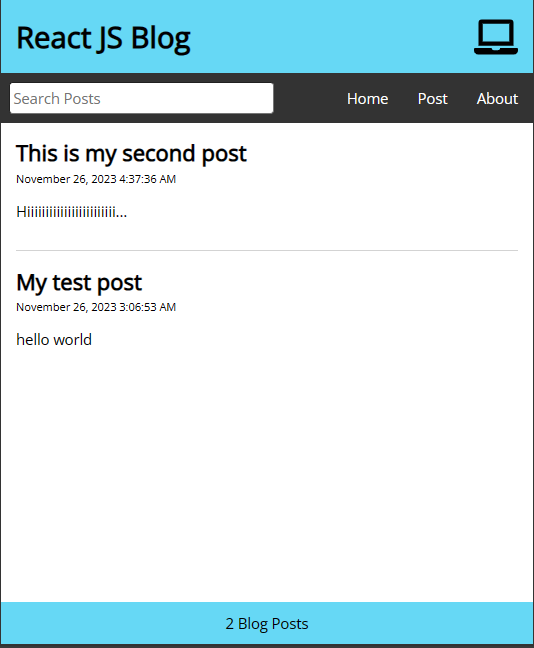 React JS Blog
Search Posts
Home Post About
This is my second post
November 26, 2023 4:37:36 AM
Hiiiiiiiiiiiiiiiiiiiiiiii...
My test post
November 26, 2023 3:06:53 AM
hello world
2 Blog Posts